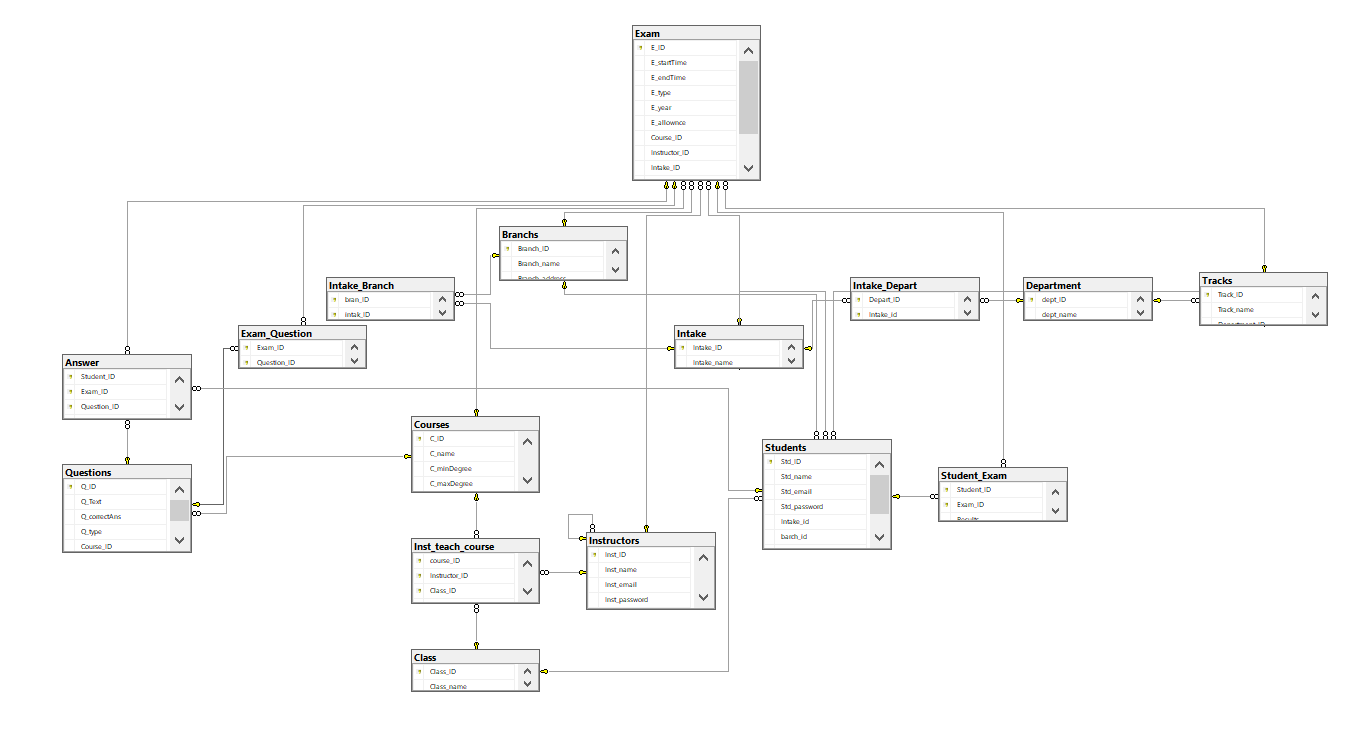 Exam
E_ID
E_startTime
E_endTime
E_type
E_year
E_allownce
Course_ID
Instructor_ID
Intake_ID
Branchs
Branch_ID
Branch_name
Branch_address
Intake_Branch
bran_ID
intak_ID
Intake_Depart
Depart_ID
Intake_id
Department
dept_ID
dept_name
Tracks
Track_ID
Track_name
Department_ID
Exam_Question
Exam_ID
Question_ID
Intake
Intake_ID
Intake_name
Answer
Student_ID
Exam_ID
Question_ID
Courses
C_ID
C_name
C_minDegree
C_maxDegree
Students
Std_ID
Std_name
Std_email
Std_password
Intake_id
barch_id
Questions
Q_ID
Q_Text
Q_correctAns
Q_type
Course_ID
Student_Exam
Student_ID
Exam_ID
Results
Inst_teach_course
course_ID
Instructor_ID
Class_ID
Instructors
Inst_ID
Inst_name
Inst_email
Inst_password
Class
Class_ID
Class_name